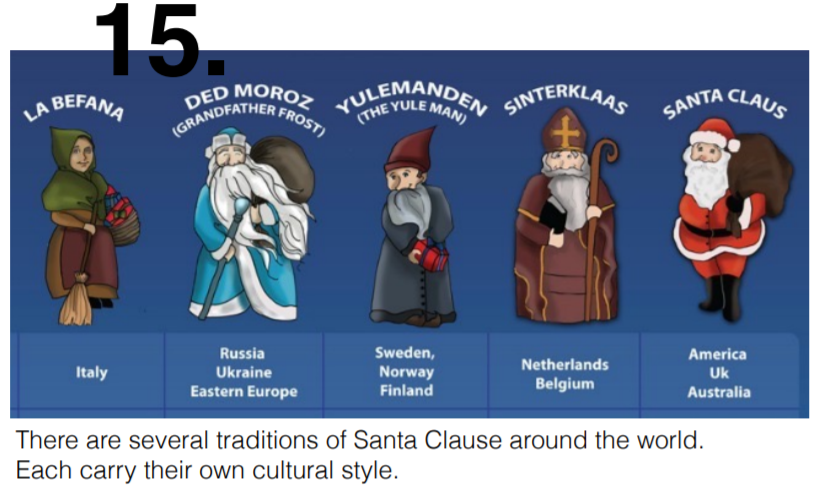 15.
LA BEFANA
DED MOROZ
(GRANDFATHER FROST)
YULEMANDEN
(THE YULE MAN)
SINTERKLAAS
SANTA CLAUS
Italy
Russia
Ukraine
Eastern Europe
Sweden,
Norway
Finland
Netherlands
Belgium
America
Uk
Australia
There are several traditions of Santa Clause around the world.
Each carry their own cultural style.